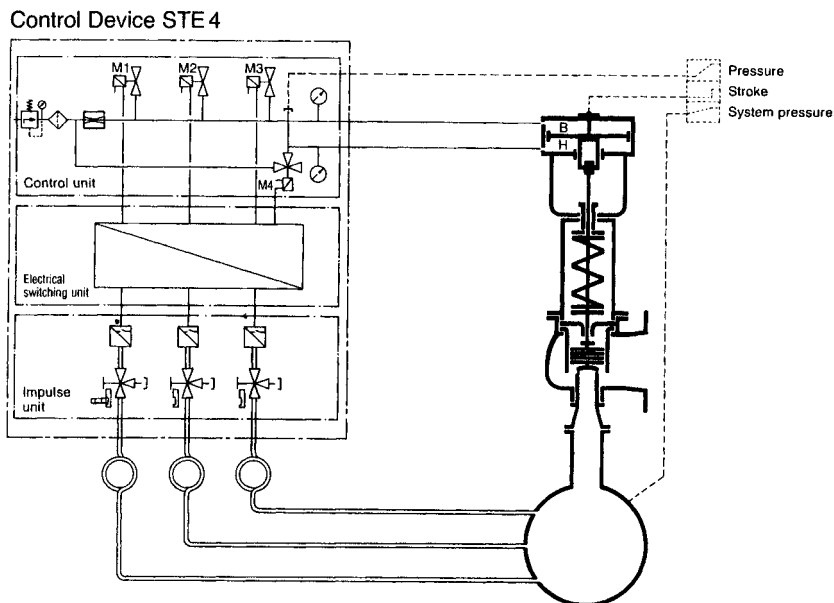 Control Device STE 4
M1
M2
M3
Pressure
Stroke
System pressure
B
H
M4
Control unit
Electrical
switching unit
Impulse
unit